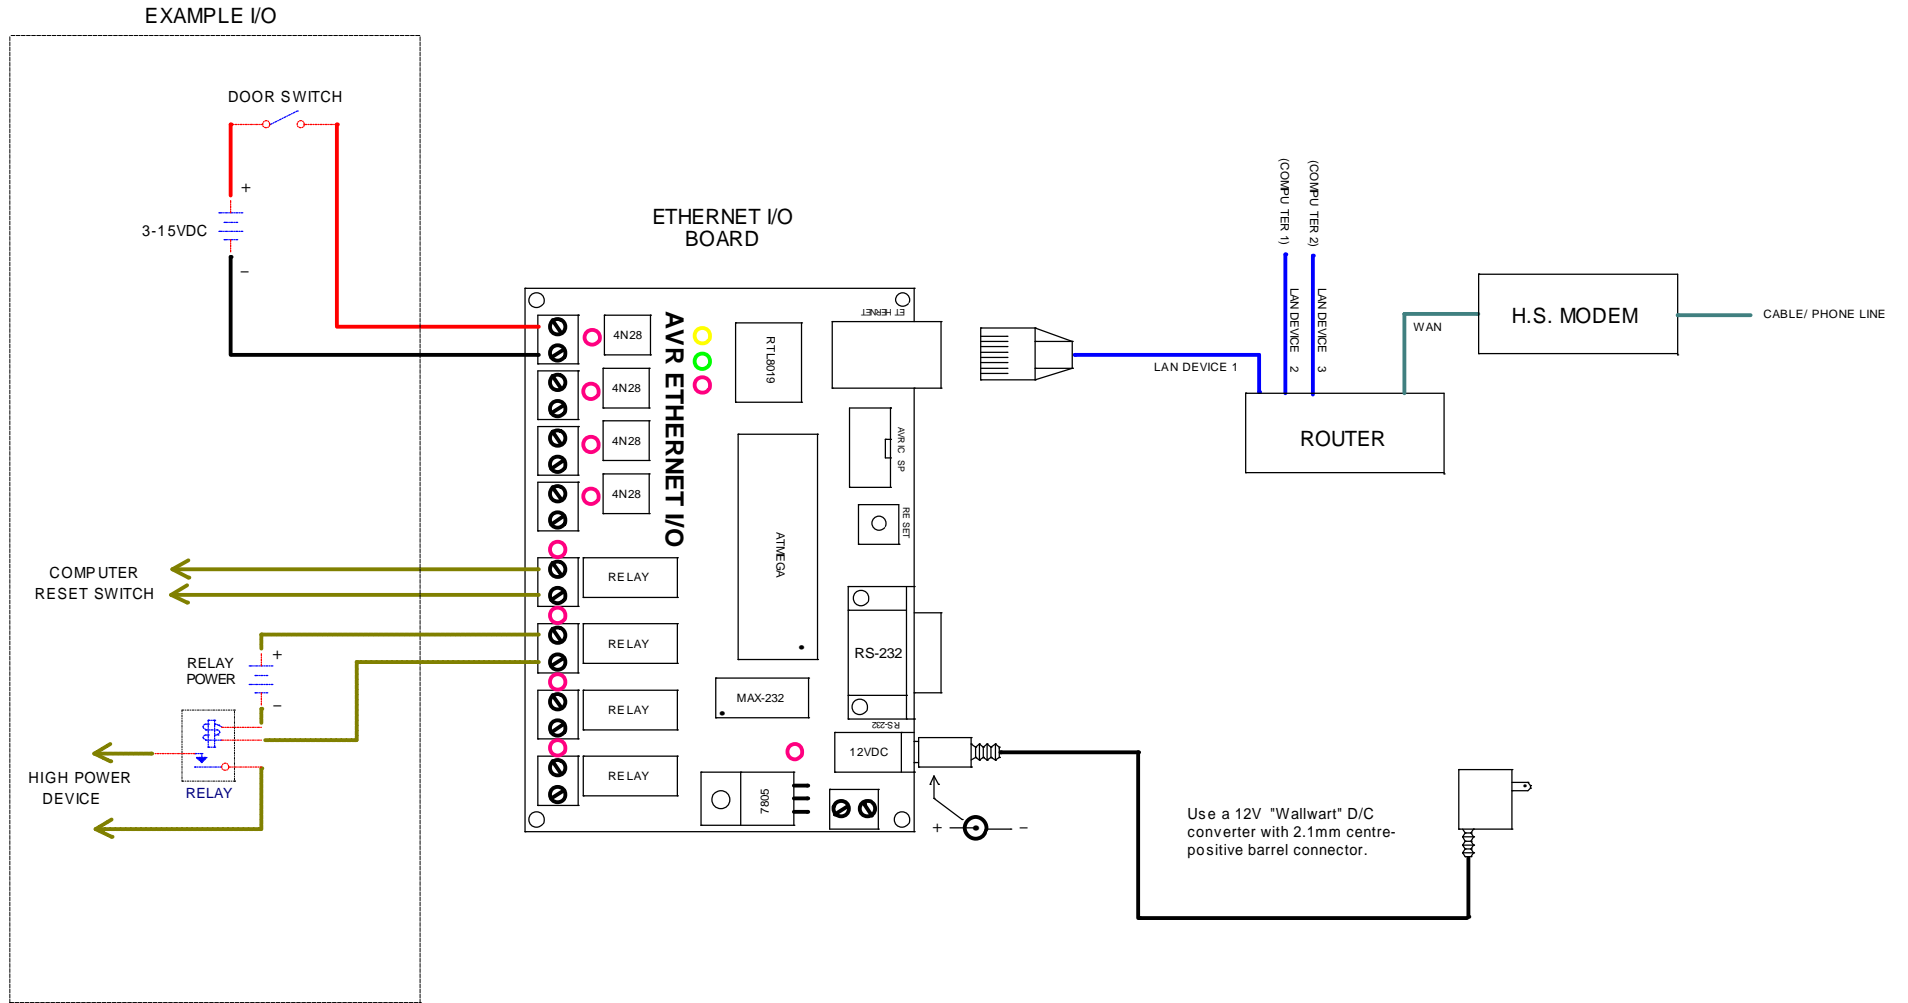 EXAMPLE I/O
DOOR SWITCH
+
3-15VDC
–
COMPUTER
RESET SWITCH
RELAY
POWER
+
–
HIGH POWER
DEVICE
RELAY
ETHERNET I/O
BOARD
ETHERNET
4N28
4N28
4N28
4N28
AVR ETHERNET I/O
RTL8019
AVR IC SP
RESET
ATMEGA
RELAY
RELAY
RELAY
RELAY
RS-232
MAX-232
RS-232
12VDC
7805
+
–
LAN DEVICE 1
(COMPUTER 1)
LAN DEVICE 2
(COMPUTER 2)
LAN DEVICE 3
ROUTER
WAN
H.S. MODEM
CABLE/ PHONE LINE
Use a 12V "Wallwart" D/C
converter with 2.1mm centre-
positive barrel connector.